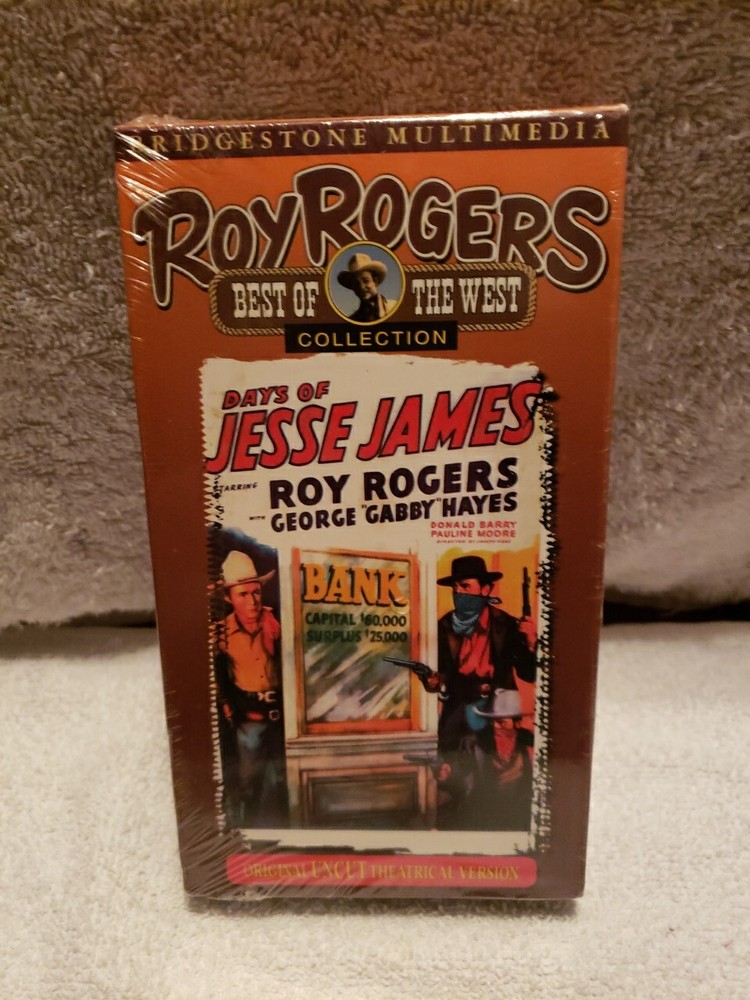 BRIDGESTONE MULTIMEDIA
ROY ROGERS
BEST OF THE WEST
COLLECTION
DAYS OF
JESSE JAMES
STARRING
ROY ROGERS
WITH GEORGE "GABBY" HAYES
DONALD BARRY
PAULINE MOORE
BANK
CAPITAL $60,000
SURPLUS $25,000
ORIGINAL UNCUT THEATRICAL VERSION